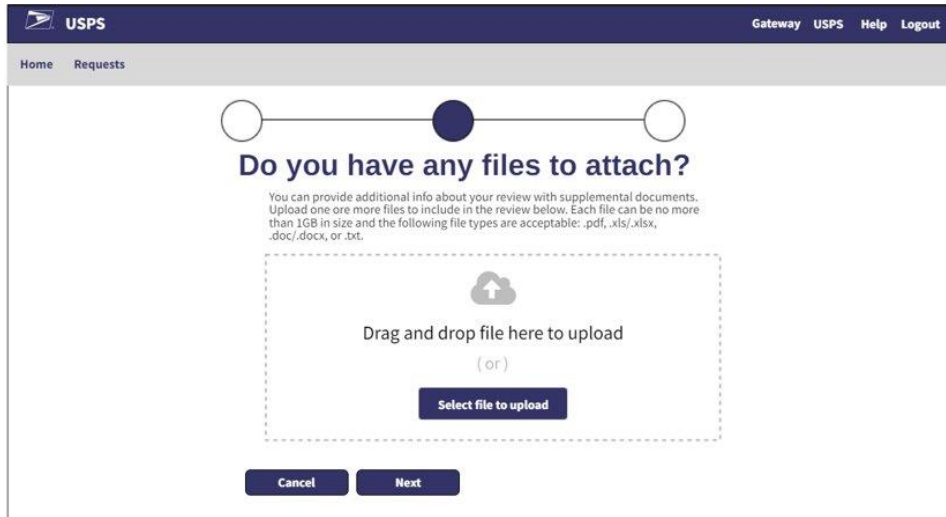 USPS
Gateway USPS Help Logout
Home Requests
Do you have any files to attach?
You can provide additional info about your review with supplemental documents.
Upload one ore more files to include in the review below. Each file can be no more
than 1GB in size and the following file types are acceptable: .pdf, .xls/.xlsx,
.doc/.docx, or .txt.
Drag and drop file here to upload
( or )
Select file to upload
Cancel Next